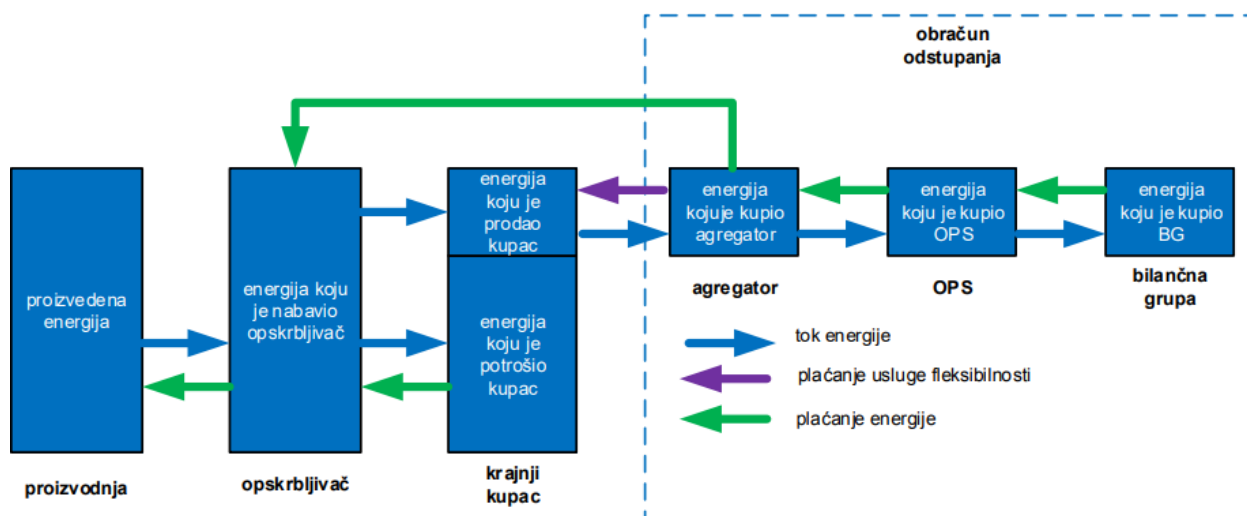 obračun
odstupanja
proizvedena
energija
energija koju
je nabavio
opskrbljivač
energija
koju je
prodao
kupac
energija
koju je
potrošio
kupac
energija
kojuje kupio
agregator
energija
koju je kupio
OPS
energija
koju je kupio
BG
proizvodnja
opskrbljivač
krajnji
kupac
agregator
OPS
bilančna
grupa
tok energije
plaćanje usluge fleksibilnosti
plaćanje energije